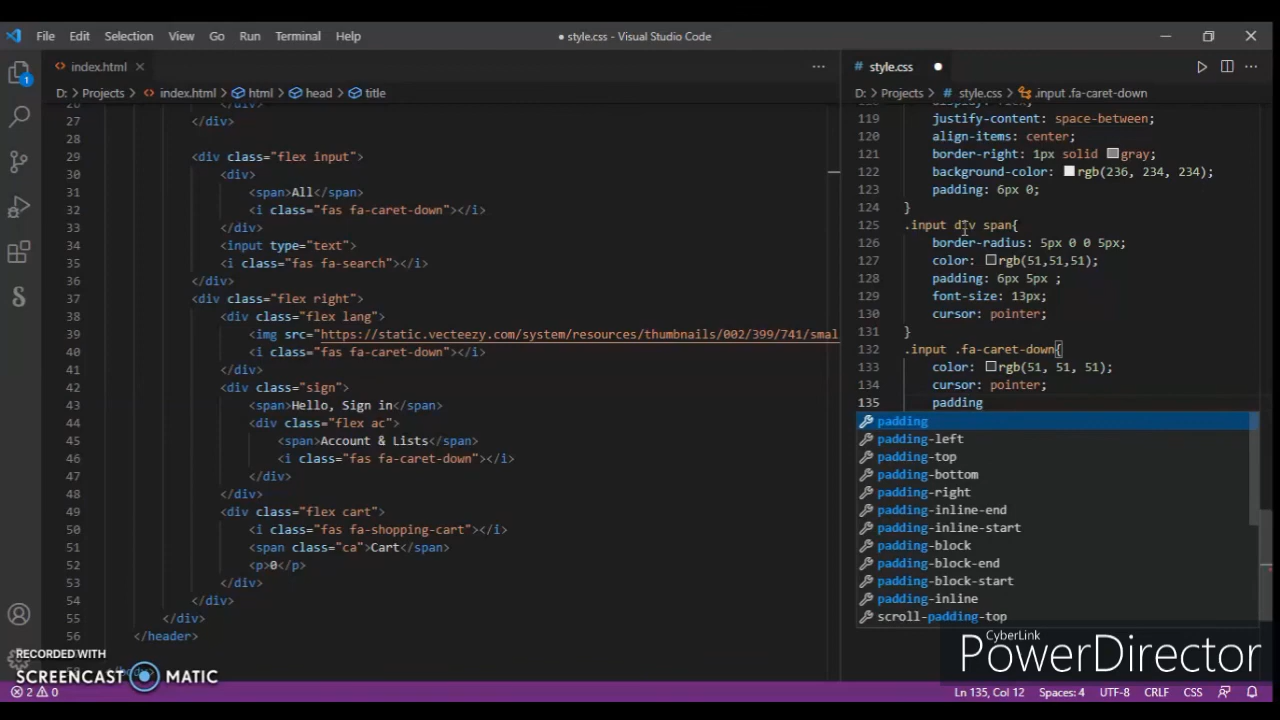 File Edit Selection View Go Run Terminal Help
● style.css - Visual Studio Code
index.html
D: > Projects > index.html > html > head > title
27 </div>
28
29 <div class="flex input">
30 <div>
31 <span>All</span>
32 <i class="fas fa-caret-down"></i>
33 </div>
34 <input type="text">
35 <i class="fas fa-search"></i>
36 </div>
37 <div class="flex right">
38 <div class="flex lang">
39 <img src="https://static.vecteezy.com/system/resources/thumbnails/002/399/741/smal
40 <i class="fas fa-caret-down"></i>
41 </div>
42 <div class="sign">
43 <span>Hello, Sign in</span>
44 <div class="flex ac">
45 <span>Account & Lists</span>
46 <i class="fas fa-caret-down"></i>
47 </div>
48 </div>
49 <div class="flex cart">
50 <i class="fas fa-shopping-cart"></i>
51 <span class="ca">Cart</span>
52 <p>0</p>
53 </div>
54 </div>
55 </div>
56 </header>
style.css
D: > Projects > style.css > .input .fa-caret-down
119 justify-content: space-between;
120 align-items: center;
121 border-right: 1px solid gray;
122 background-color: rgb(236, 234, 234);
123 padding: 6px 0;
124 }
125 .input div span{
126 border-radius: 5px 0 0 5px;
127 color: rgb(51,51,51);
128 padding: 6px 5px ;
129 font-size: 13px;
130 cursor: pointer;
131 }
132 .input .fa-caret-down{
133 color: rgb(51, 51, 51);
134 cursor: pointer;
135 padding
padding
padding-left
padding-top
padding-bottom
padding-right
padding-inline-end
padding-inline-start
padding-block
padding-block-end
padding-block-start
padding-inline
scroll-padding-top
CyberLink
PowerDirector
RECORDED WITH
SCREENCAST MATIC
2 0
Ln 135, Col 12 Spaces: 4 UTF-8 CRLF CSS